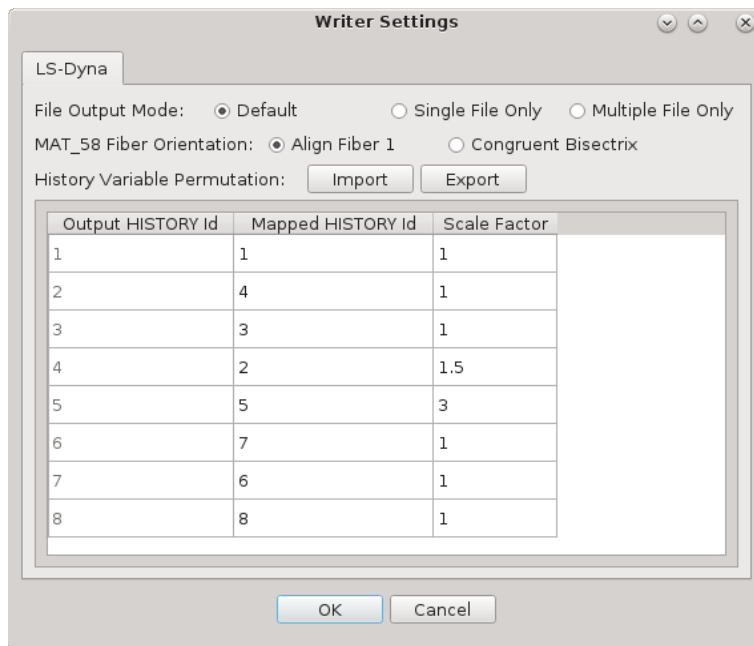 Writer Settings
LS-Dyna
File Output Mode: Default Single File Only Multiple File Only
MAT_58 Fiber Orientation: Align Fiber 1 Congruent Bisectrix
History Variable Permutation: Import Export
Output HISTORY Id Mapped HISTORY Id Scale Factor
1 1 1
2 4 1
3 3 1
4 2 1.5
5 5 3
6 7 1
7 6 1
8 8 1
OK Cancel